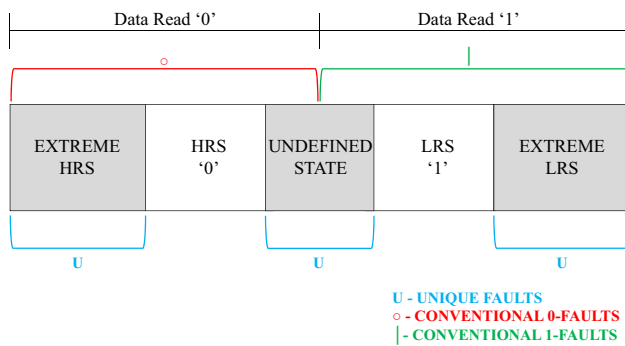 Data Read ‘0’ Data Read ‘1’
○ |
EXTREME HRS UNDEFINED LRS EXTREME
HRS ‘0’ STATE ‘1’ LRS
U U U
U - UNIQUE FAULTS
○ - CONVENTIONAL 0-FAULTS
| - CONVENTIONAL 1-FAULTS